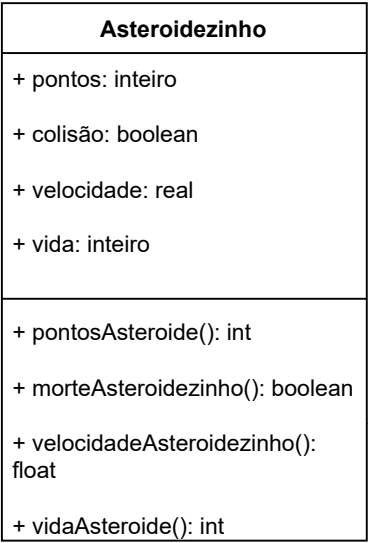 Asteroidezinho
+ pontos: inteiro
+ colisão: boolean
+ velocidade: real
+ vida: inteiro
+ pontosAsteroide(): int
+ morteAsteroidezinho(): boolean
+ velocidadeAsteroidezinho():
float
+ vidaAsteroide(): int